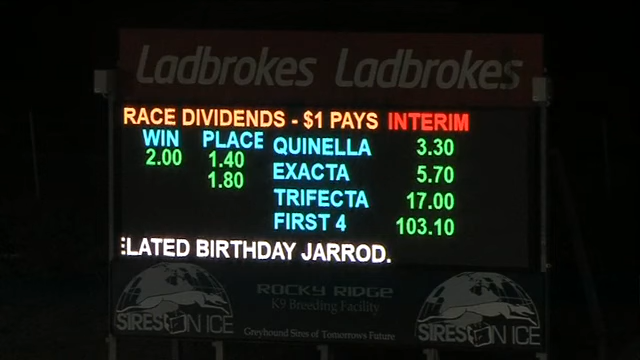 Ladbrokes Ladbrokes
RACE DIVIDENDS - $1 PAYS INTERIM
WIN PLACE QUINELLA 3.30
2.00 1.40
EXACTA 5.70
1.80
TRIFECTA 17.00
FIRST 4 103.10
ELATED BIRTHDAY JARROD.
ROCKY RIDGE
K9 Breeding Facility
SIRES ON ICE
Greyhound Sires of Tomorrows Future
SIRES ON ICE